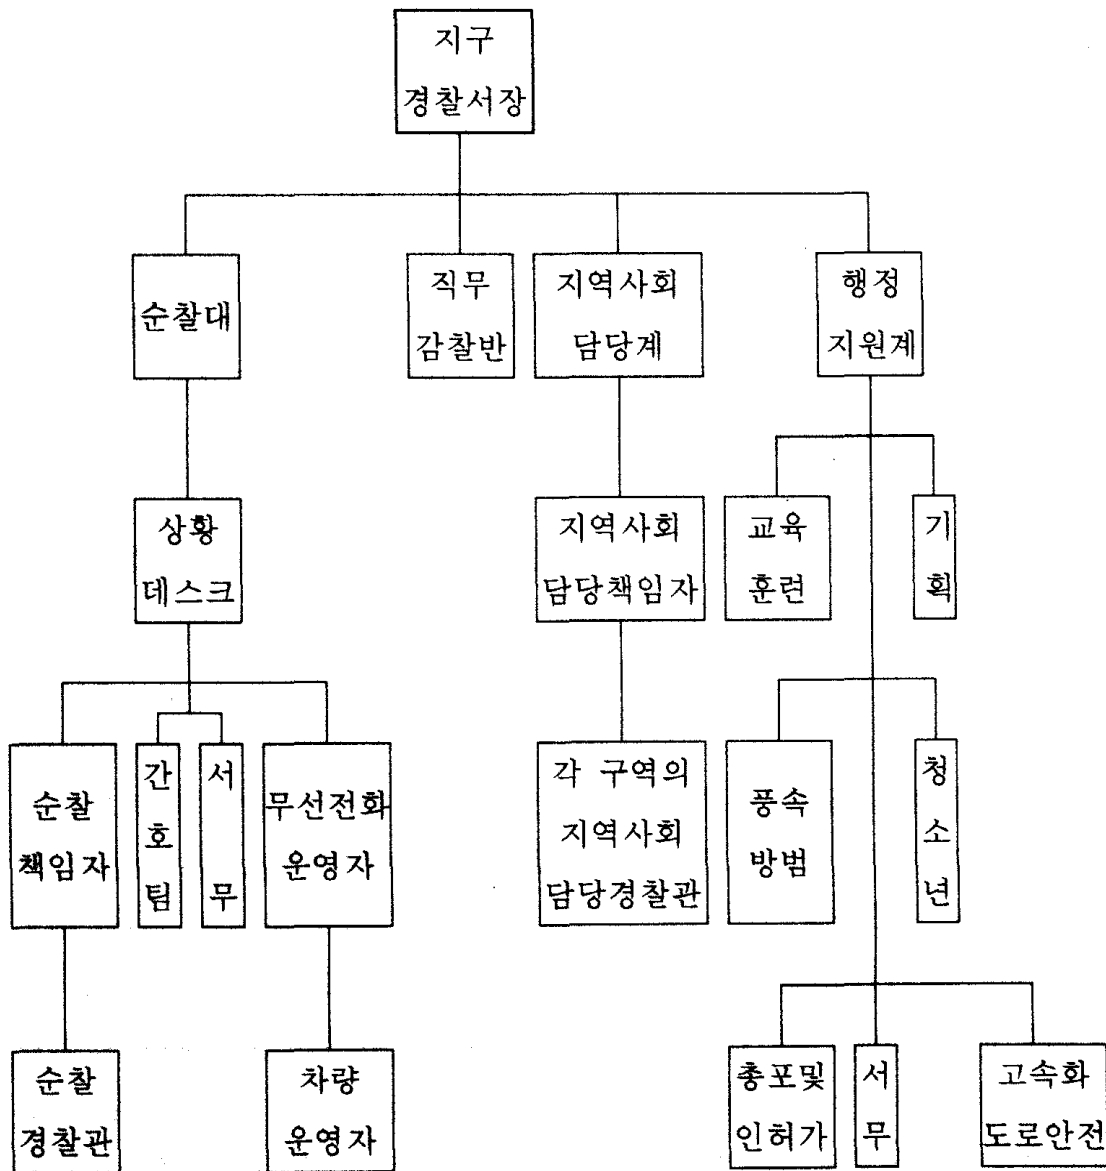 지구
경찰서장
순찰대
직무
감찰반
지역사회
담당계
행정
지원계
상황
데스크
지역사회
담당책임자
교육
훈련
기
획
순찰
책임자
간
호
팀
서
무
무선전화
운영자
각 구역의
지역사회
담당경찰관
풍속
방범
청
소
년
순찰
경찰관
차량
운영자
총포및
인허가
서
무
고속화
도로안전